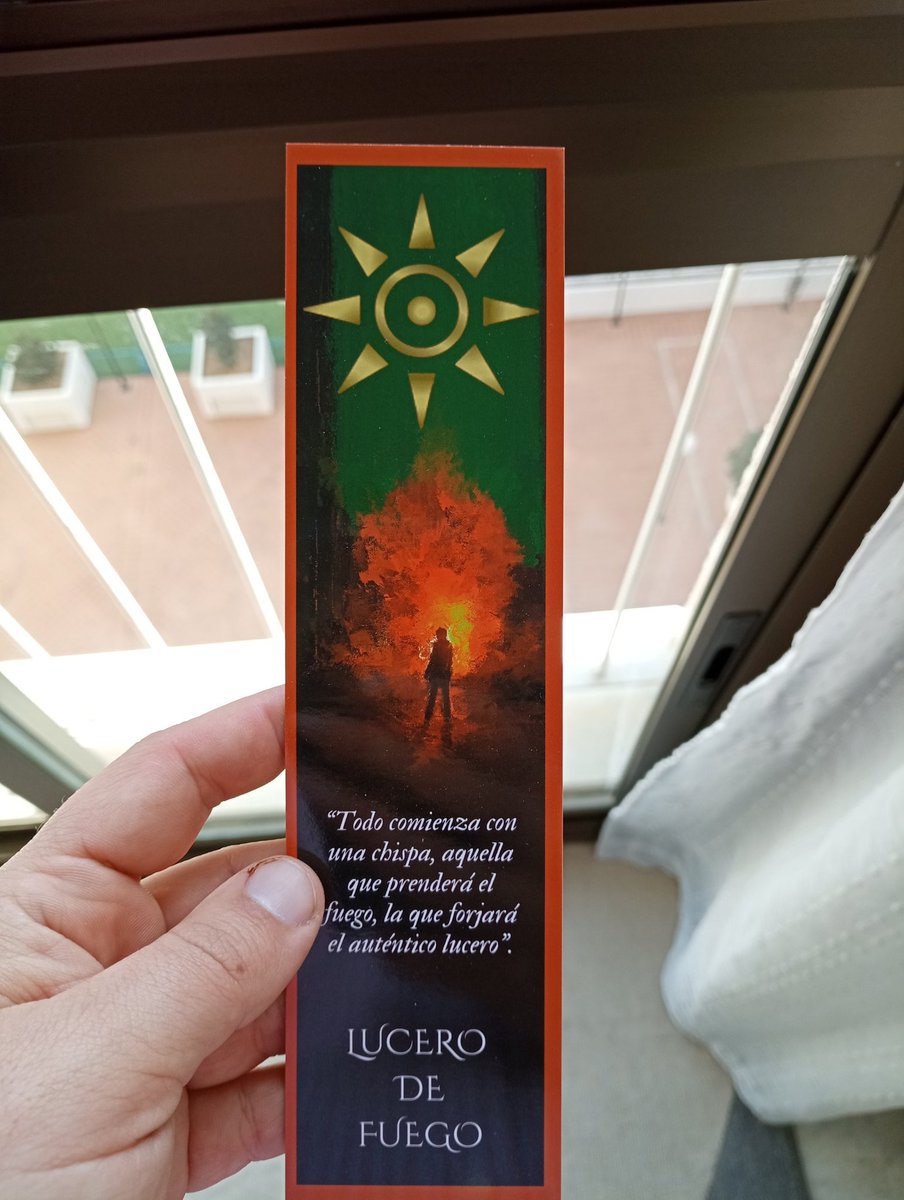 “Todo comienza con
una chispa, aquella
que prenderá el
fuego, la que forjará
el auténtico lucero”.
LUCERO
DE
FUEGO